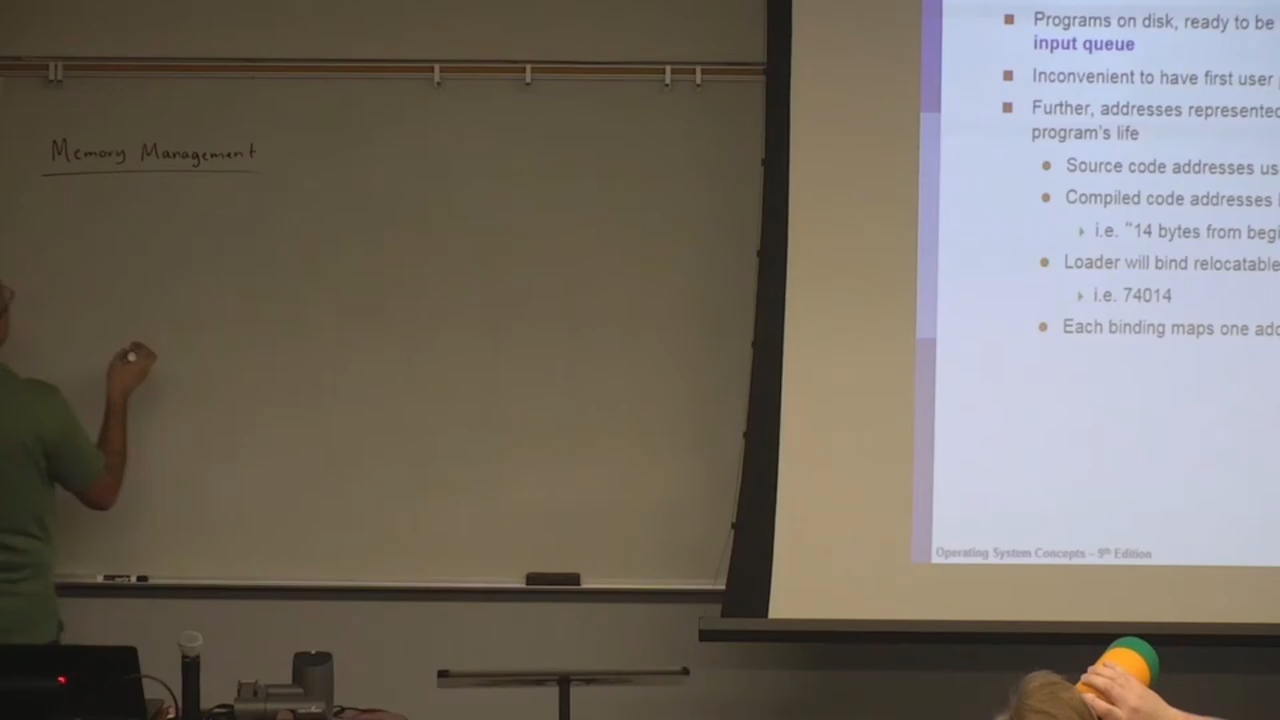 Memory Management
Programs on disk, ready to be
input queue
Inconvenient to have first user
Further, addresses represented
program's life
Source code addresses us
Compiled code addresses
i.e. "14 bytes from begi
Loader will bind relocatable
i.e. 74014
Each binding maps one add
Operating System Concepts – 9th Edition